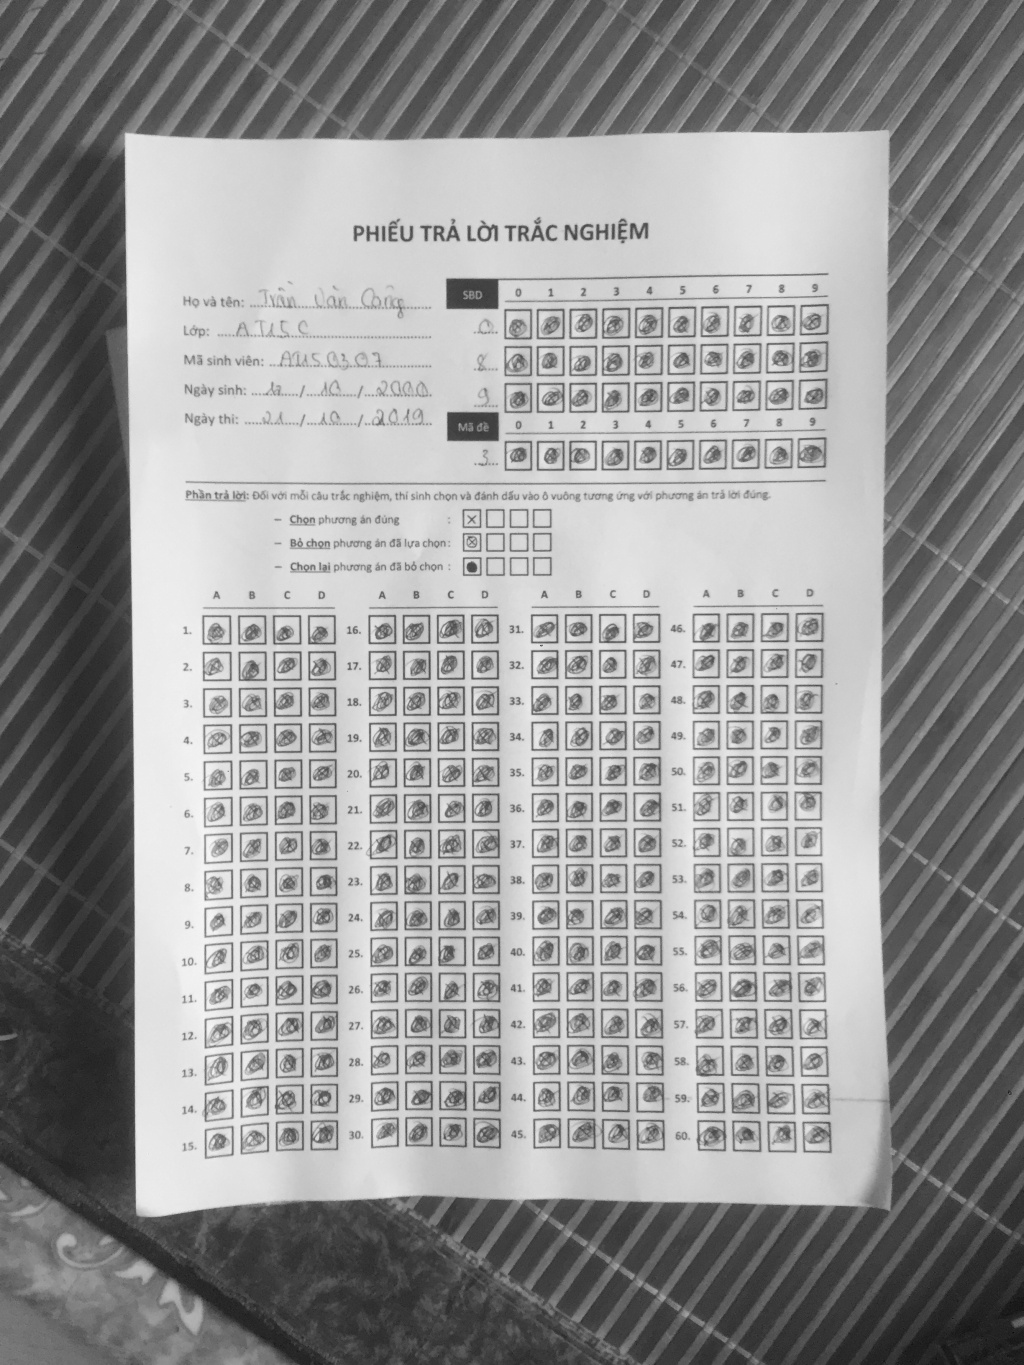 PHIẾU TRẢ LỜI TRẮC NGHIỆM
Họ và tên: Trần Văn Công
Lớp: AT15C
Mã sinh viên: AT150307
Ngày sinh: 12 / 10 / 2000
Ngày thi: 21 / 10 / 2019
SBD 0 1 2 3 4 5 6 7 8 9
0
8
9
Mã đề 0 1 2 3 4 5 6 7 8 9
3
Phần trả lời: Đối với mỗi câu trắc nghiệm, thí sinh chọn và đánh dấu vào ô vuông tương ứng với phương án trả lời đúng.
– Chọn phương án đúng :
– Bỏ chọn phương án đã lựa chọn :
– Chọn lại phương án đã bỏ chọn :
A B C D A B C D A B C D A B C D
1. 16. 31. 46.
2. 17. 32. 47.
3. 18. 33. 48.
4. 19. 34. 49.
5. 20. 35. 50.
6. 21. 36. 51.
7. 22. 37. 52.
8. 23. 38. 53.
9. 24. 39. 54.
10. 25. 40. 55.
11. 26. 41. 56.
12. 27. 42. 57.
13. 28. 43. 58.
14. 29. 44. 59.
15. 30. 45. 60.